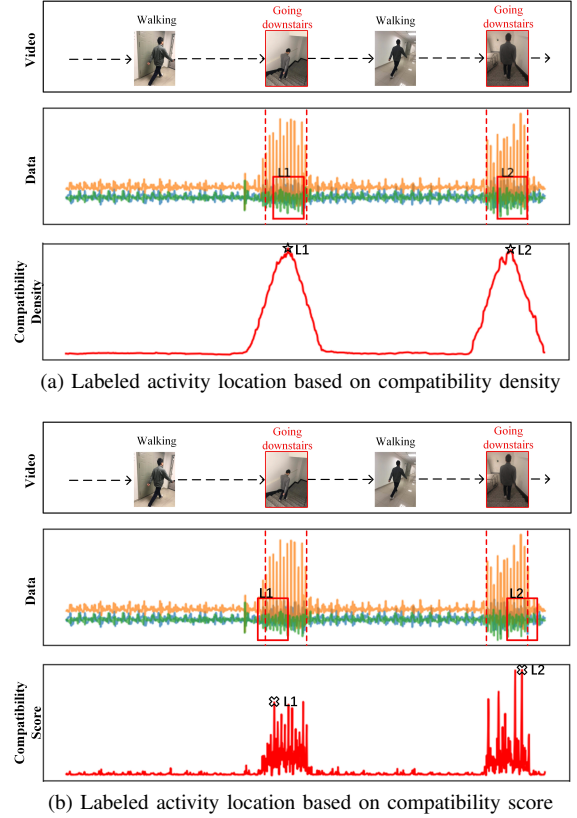 Video
Walking
Going
downstairs
Walking
Going
downstairs
Data
L1
L2
Compatibility
Density
L1
L2
(a) Labeled activity location based on compatibility density
Video
Walking
Going
downstairs
Walking
Going
downstairs
Data
L1
L2
Compatibility
Score
L1
L2
(b) Labeled activity location based on compatibility score